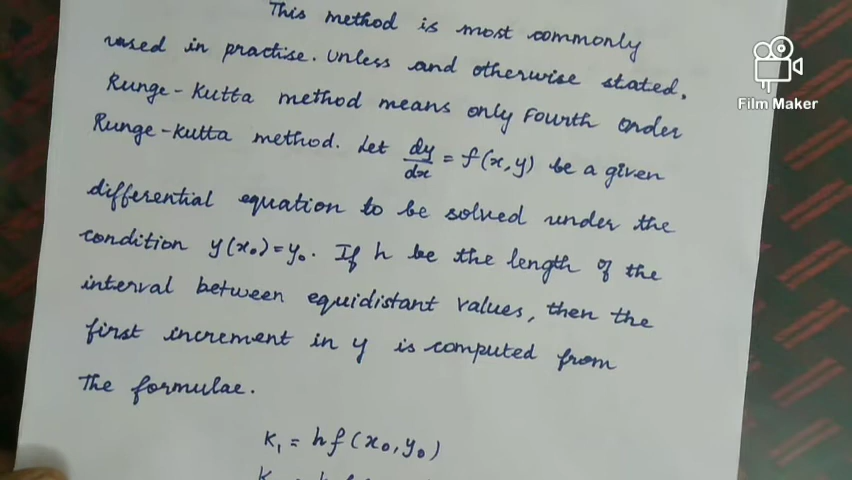 This method is most commonly
used in practise. Unless and otherwise stated.
Runge-Kutta method means only Fourth order
Runge-Kutta method. Let dy/dx = f(x, y) be a given
differential equation to be solved under the
condition y(x₀) = y₀. If h be the length of the
interval between equidistant values, then the
first increment in y is computed from
The formulae.
K₁ = hf(x₀, y₀)
Film Maker